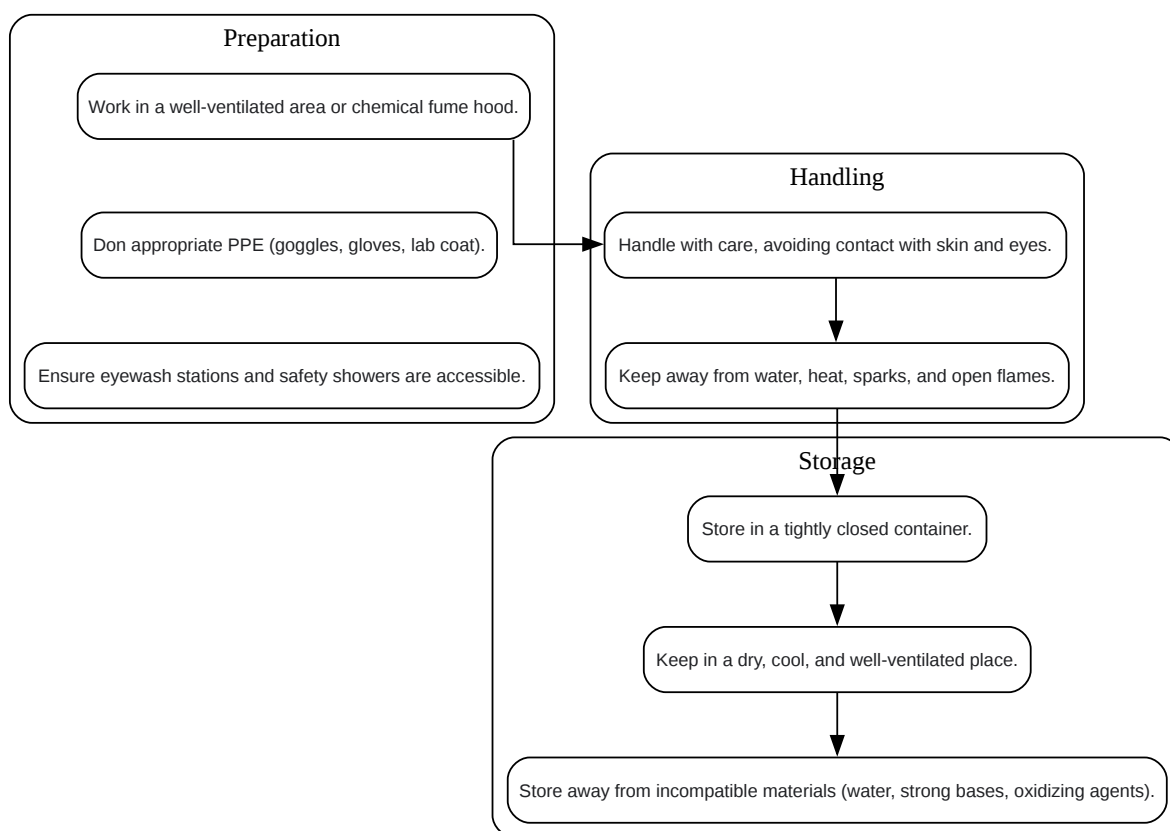 Preparation
Work in a well-ventilated area or chemical fume hood.
Don appropriate PPE (goggles, gloves, lab coat).
Ensure eyewash stations and safety showers are accessible.
Handling
Handle with care, avoiding contact with skin and eyes.
Keep away from water, heat, sparks, and open flames.
Storage
Store in a tightly closed container.
Keep in a dry, cool, and well-ventilated place.
Store away from incompatible materials (water, strong bases, oxidizing agents).